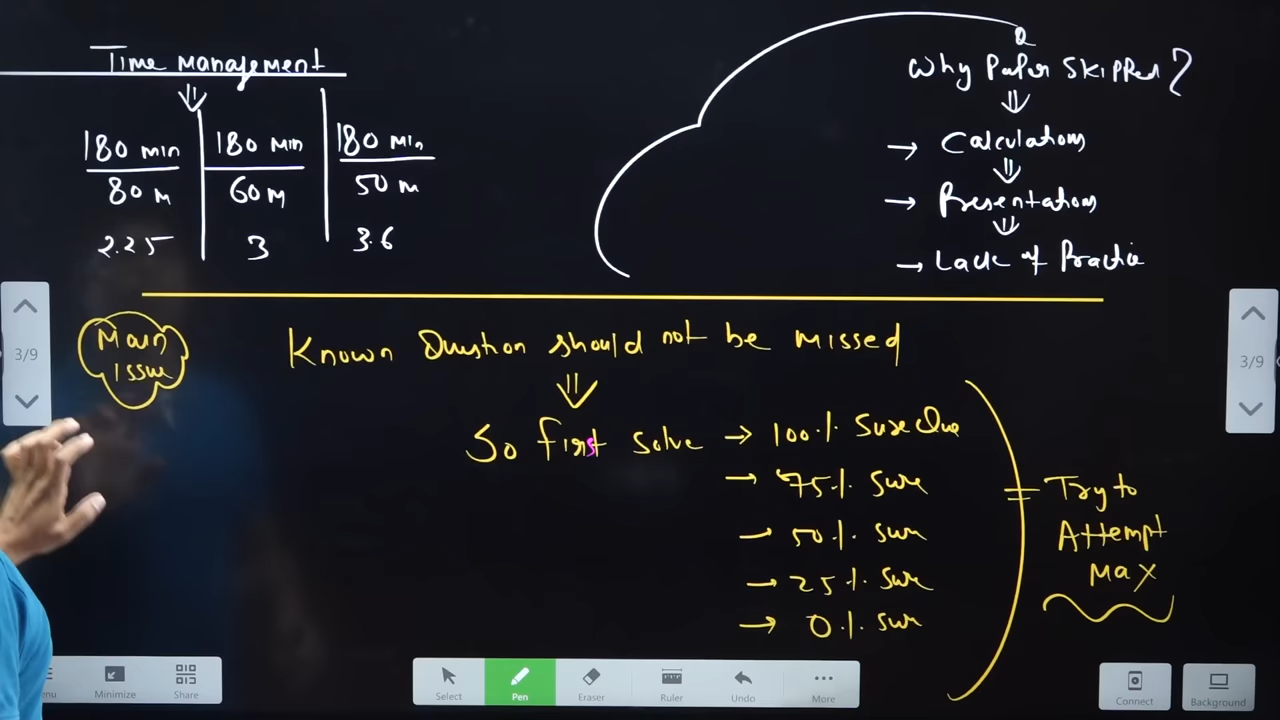 Time Management
180 min 180 min 180 min
80 M 60 M 50 M
2.25 3 3.6
Q
Why Paper Skipped?
→ Calculations
→ Presentations
→ Lack of Practice
3/9
3/9
Main
issue
Known Question should not be missed
So first solve → 100% Sure Que
→ 75% Sure
→ 50% Sure
→ 25% Sure
→ 0% Sure
Try to
Attempt
Max
Minimize
Share
Select
Pen
Eraser
Ruler
Undo
More
Connect
Background